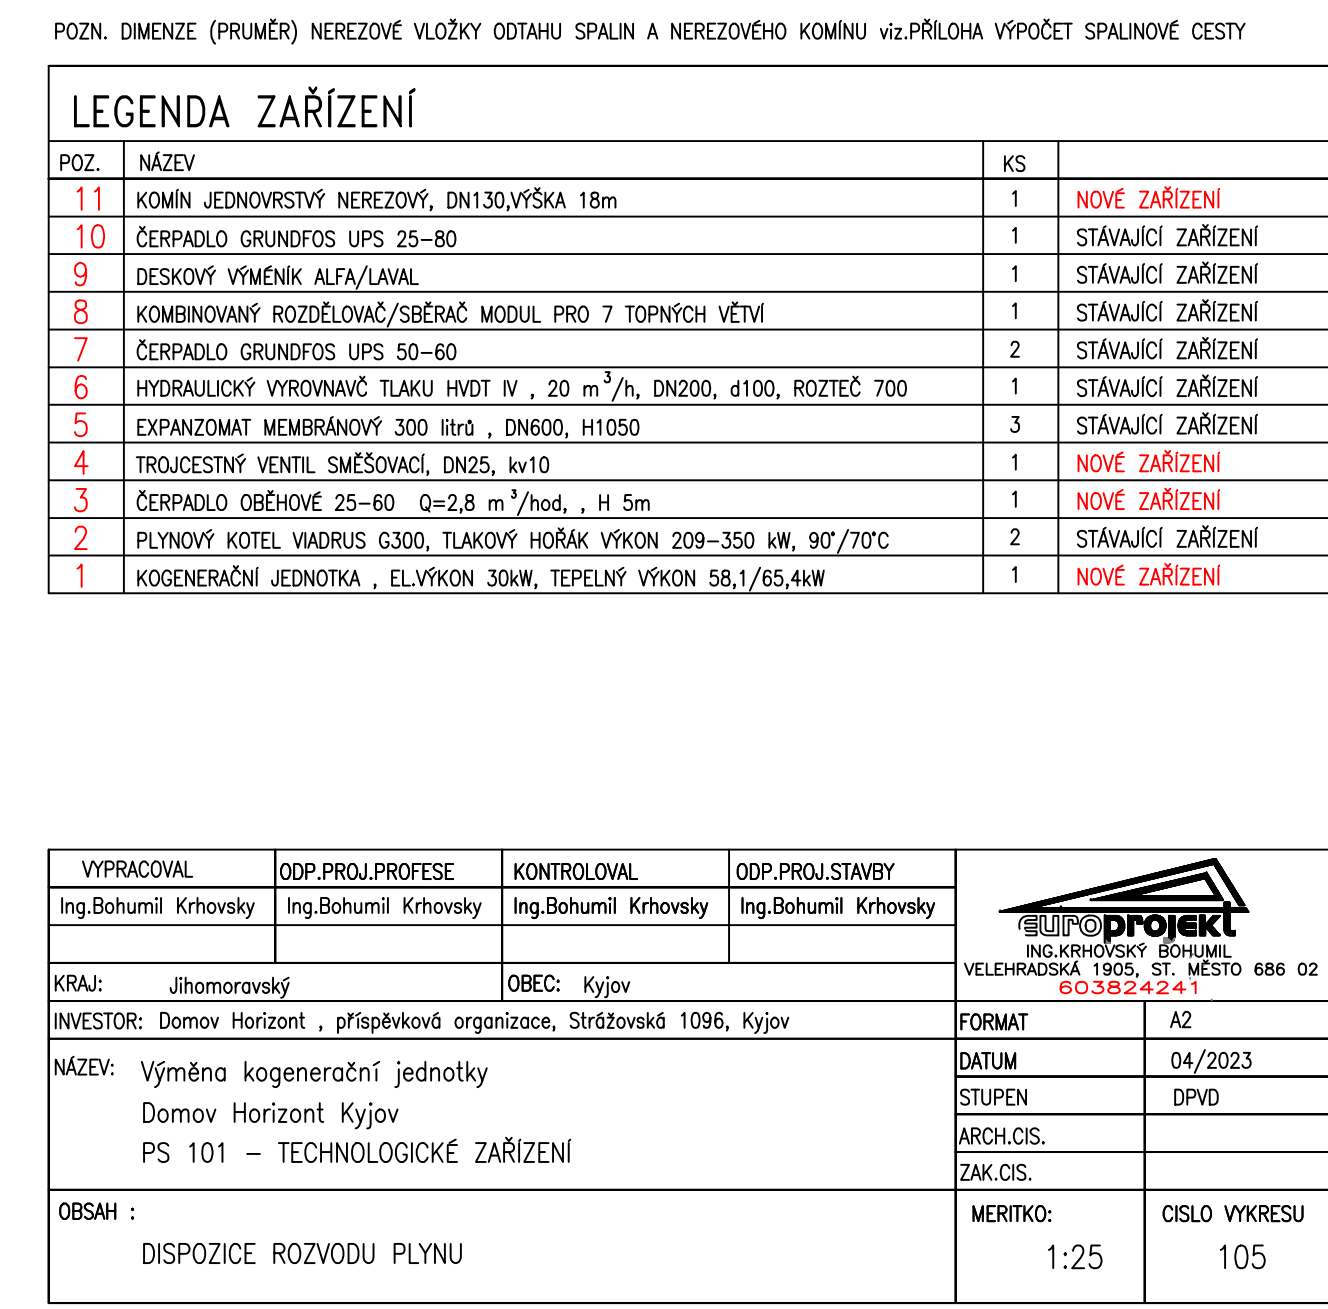 POZN. DIMENZE (PRUMĚR) NEREZOVÉ VLOŽKY ODTAHU SPALIN A NEREZOVÉHO KOMÍNU viz.PŘÍLOHA VÝPOČET SPALINOVÉ CESTY
LEGENDA ZAŘÍZENÍ
POZ. NÁZEV KS
11 KOMÍN JEDNOVRSTVÝ NEREZOVÝ, DN130,VÝŠKA 18m 1 NOVÉ ZAŘÍZENÍ
10 ČERPADLO GRUNDFOS UPS 25-80 1 STÁVAJÍCÍ ZAŘÍZENÍ
9 DESKOVÝ VÝMÉNÍK ALFA/LAVAL 1 STÁVAJÍCÍ ZAŘÍZENÍ
8 KOMBINOVANÝ ROZDĚLOVAČ/SBĚRAČ MODUL PRO 7 TOPNÝCH VĚTVÍ 1 STÁVAJÍCÍ ZAŘÍZENÍ
7 ČERPADLO GRUNDFOS UPS 50-60 2 STÁVAJÍCÍ ZAŘÍZENÍ
6 HYDRAULICKÝ VYROVNAVČ TLAKU HVDT IV , 20 m³/h, DN200, d100, ROZTEČ 700 1 STÁVAJÍCÍ ZAŘÍZENÍ
5 EXPANZOMAT MEMBRÁNOVÝ 300 litrů , DN600, H1050 3 STÁVAJÍCÍ ZAŘÍZENÍ
4 TROJCESTNÝ VENTIL SMĚŠOVACÍ, DN25, kv10 1 NOVÉ ZAŘÍZENÍ
3 ČERPADLO OBĚHOVÉ 25-60 Q=2,8 m³/hod, , H 5m 1 NOVÉ ZAŘÍZENÍ
2 PLYNOVÝ KOTEL VIADRUS G300, TLAKOVÝ HOŘÁK VÝKON 209-350 kW, 90°/70°C 2 STÁVAJÍCÍ ZAŘÍZENÍ
1 KOGENERAČNÍ JEDNOTKA , EL.VÝKON 30kW, TEPELNÝ VÝKON 58,1/65,4kW 1 NOVÉ ZAŘÍZENÍ
VYPRACOVAL ODP.PROJ.PROFESE KONTROLOVAL ODP.PROJ.STAVBY
Ing.Bohumil Krhovsky Ing.Bohumil Krhovsky Ing.Bohumil Krhovsky Ing.Bohumil Krhovsky
europrojekt
ING.KRHOVSKÝ BOHUMIL
VELEHRADSKÁ 1905, ST. MĚSTO 686 02
603824241
KRAJ: Jihomoravský OBEC: Kyjov
INVESTOR: Domov Horizont , příspěvková organizace, Strážovská 1096, Kyjov
FORMAT A2
DATUM 04/2023
STUPEN DPVD
ARCH.CIS.
ZAK.CIS.
NÁZEV: Výměna kogenerační jednotky
Domov Horizont Kyjov
PS 101 - TECHNOLOGICKÉ ZAŘÍZENÍ
OBSAH :
DISPOZICE ROZVODU PLYNU
MERITKO: CISLO VYKRESU
1:25 105